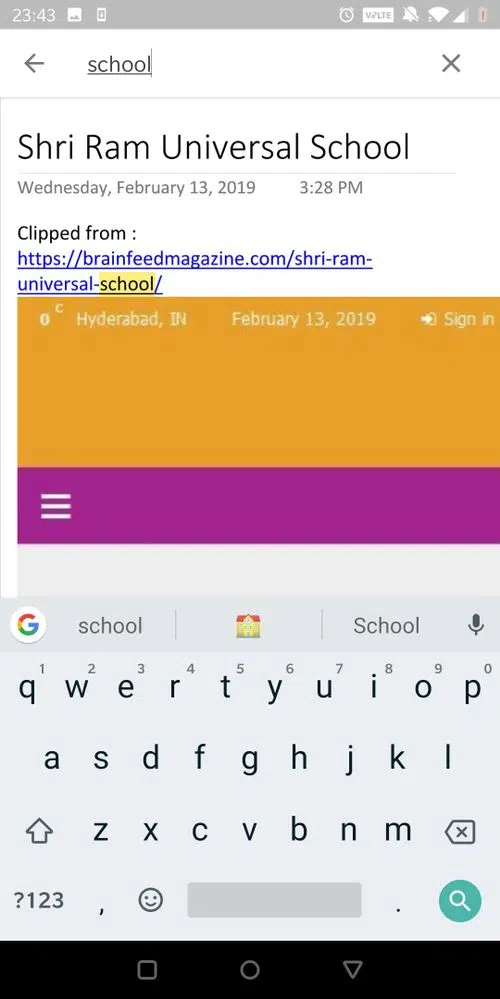 23:43
VoLTE
school
Shri Ram Universal School
Wednesday, February 13, 2019 3:28 PM
Clipped from :
https://brainfeedmagazine.com/shri-ram-
universal-school/
0 C Hyderabad, IN February 13, 2019 Sign in
G school School
1 2 3 4 5 6 7 8 9 0
q w e r t y u i o p
a s d f g h j k l
z x c v b n m
?123 , .